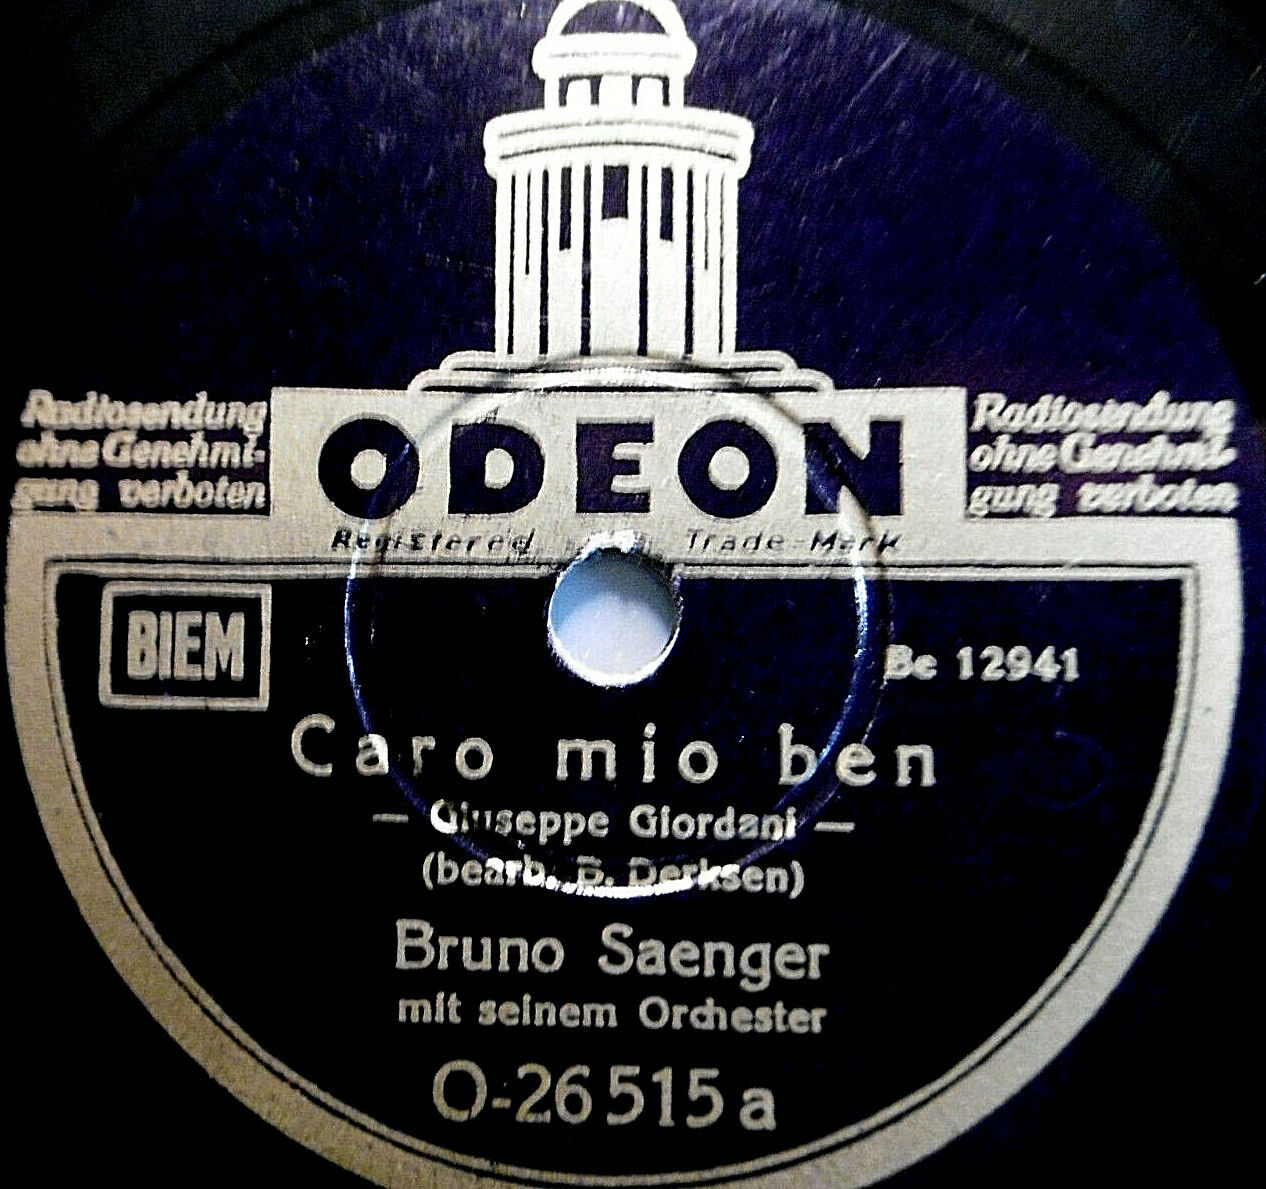 ODEON
Registered Trade-Mark
Radiosendung
ohne Genehmi-
gung verboten
Radiosendung
ohne Genehmi-
gung verboten
BIEM
Be 12941
Caro mio ben
— Giuseppe Giordani —
(bearb. B. Derksen)
Bruno Saenger
mit seinem Orchester
O-26515a